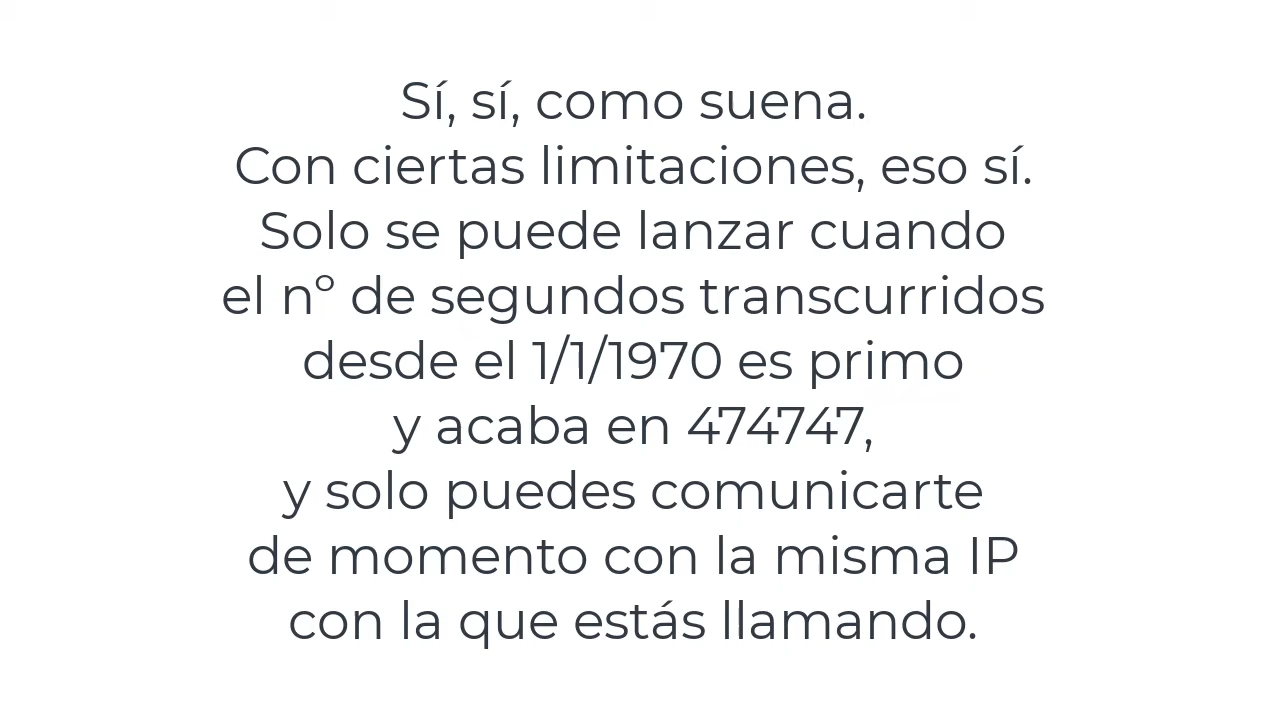 Sí, sí, como suena.
Con ciertas limitaciones, eso sí.
Solo se puede lanzar cuando
el nº de segundos transcurridos
desde el 1/1/1970 es primo
y acaba en 474747,
y solo puedes comunicarte
de momento con la misma IP
con la que estás llamando.